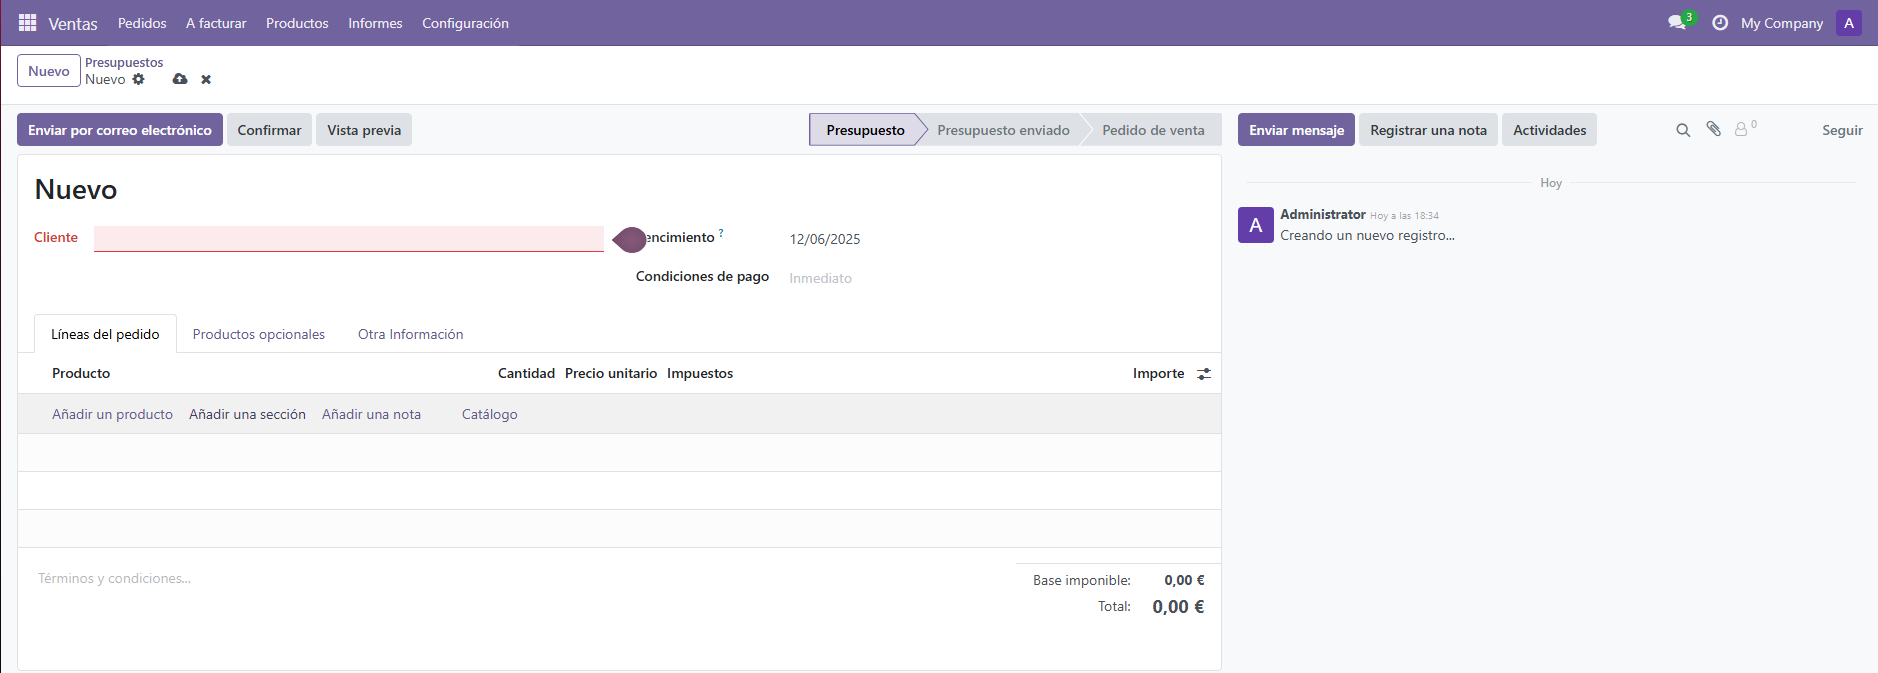 Ventas Pedidos A facturar Productos Informes Configuración 3 My Company A
Nuevo Presupuestos
Nuevo
Enviar por correo electrónico Confirmar Vista previa Presupuesto Presupuesto enviado Pedido de venta Enviar mensaje Registrar una nota Actividades 0 Seguir
Nuevo
Hoy
A Administrator Hoy a las 18:34
Creando un nuevo registro...
Cliente encimiento ? 12/06/2025
Condiciones de pago Inmediato
Líneas del pedido Productos opcionales Otra Información
Producto Cantidad Precio unitario Impuestos Importe
Añadir un producto Añadir una sección Añadir una nota Catálogo
Términos y condiciones...
Base imponible: 0,00 €
Total: 0,00 €